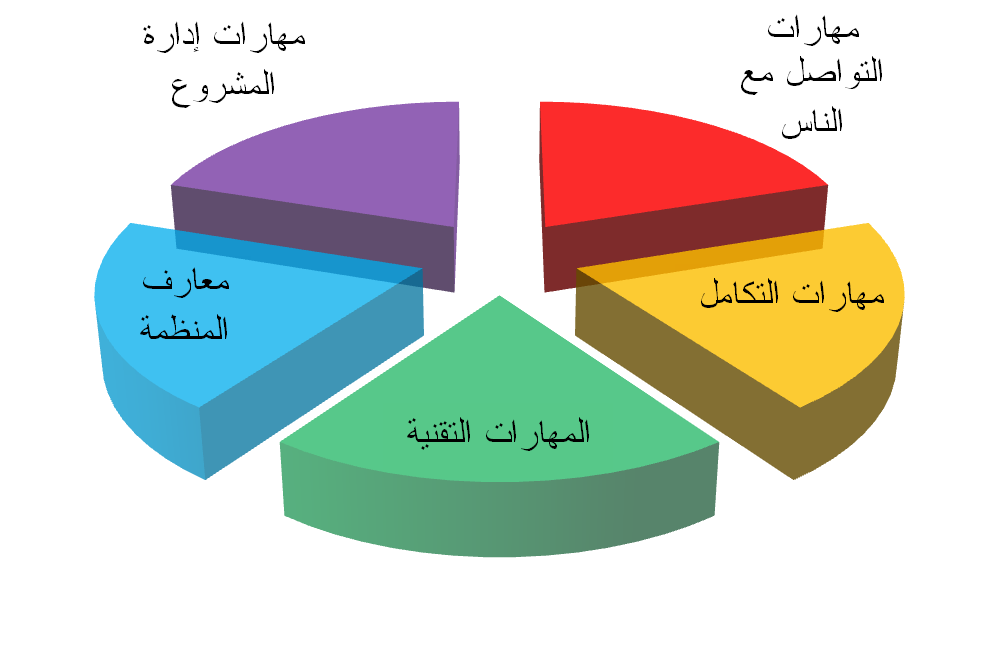 مهارات
التواصل مع
الناس
مهارات إدارة
المشروع
معارف
المنظمة
مهارات التكامل
المهارات التقنية